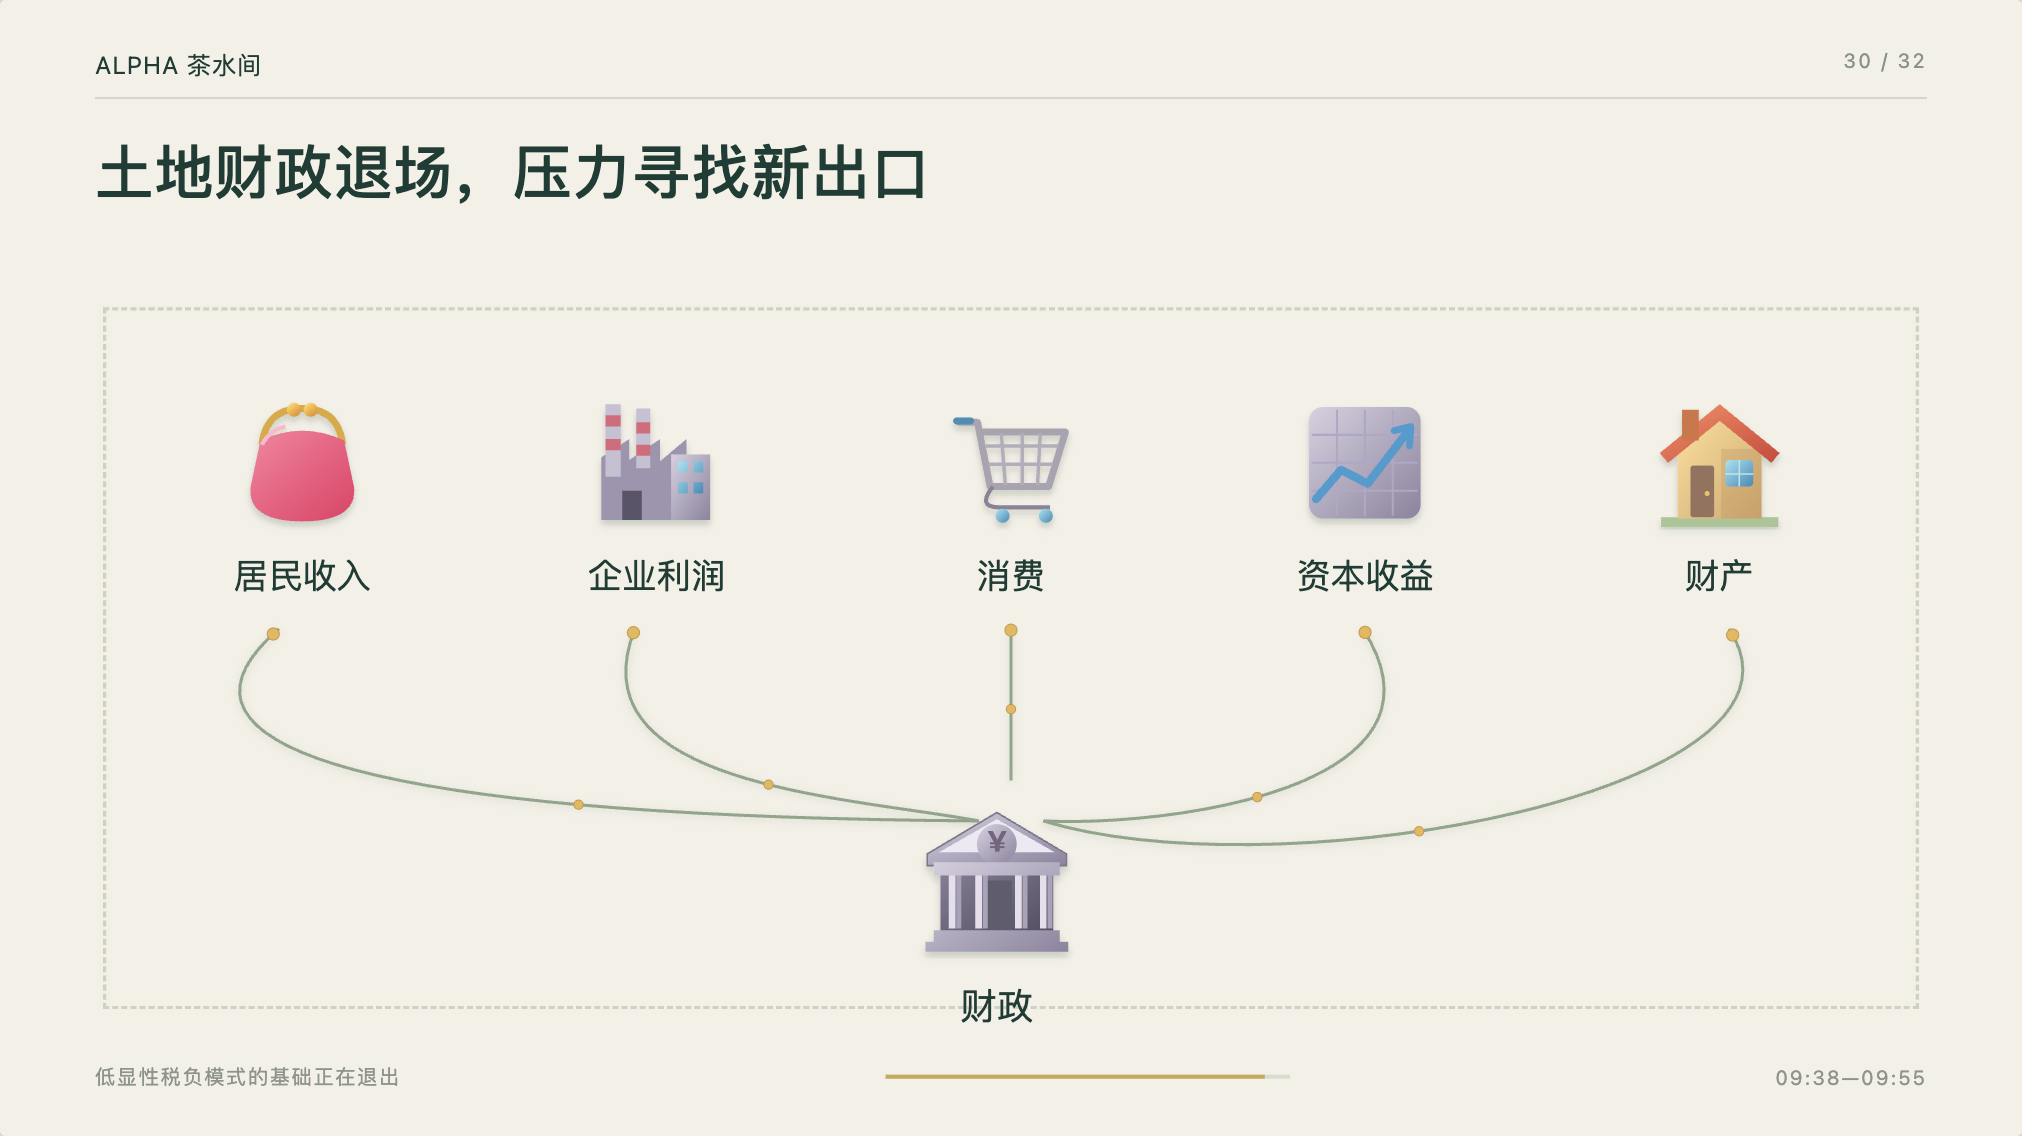 ALPHA 茶水间
30 / 32
土地财政退场，压力寻找新出口
居民收入
企业利润
消费
资本收益
财产
¥
财政
低显性税负模式的基础正在退出
09:38—09:55